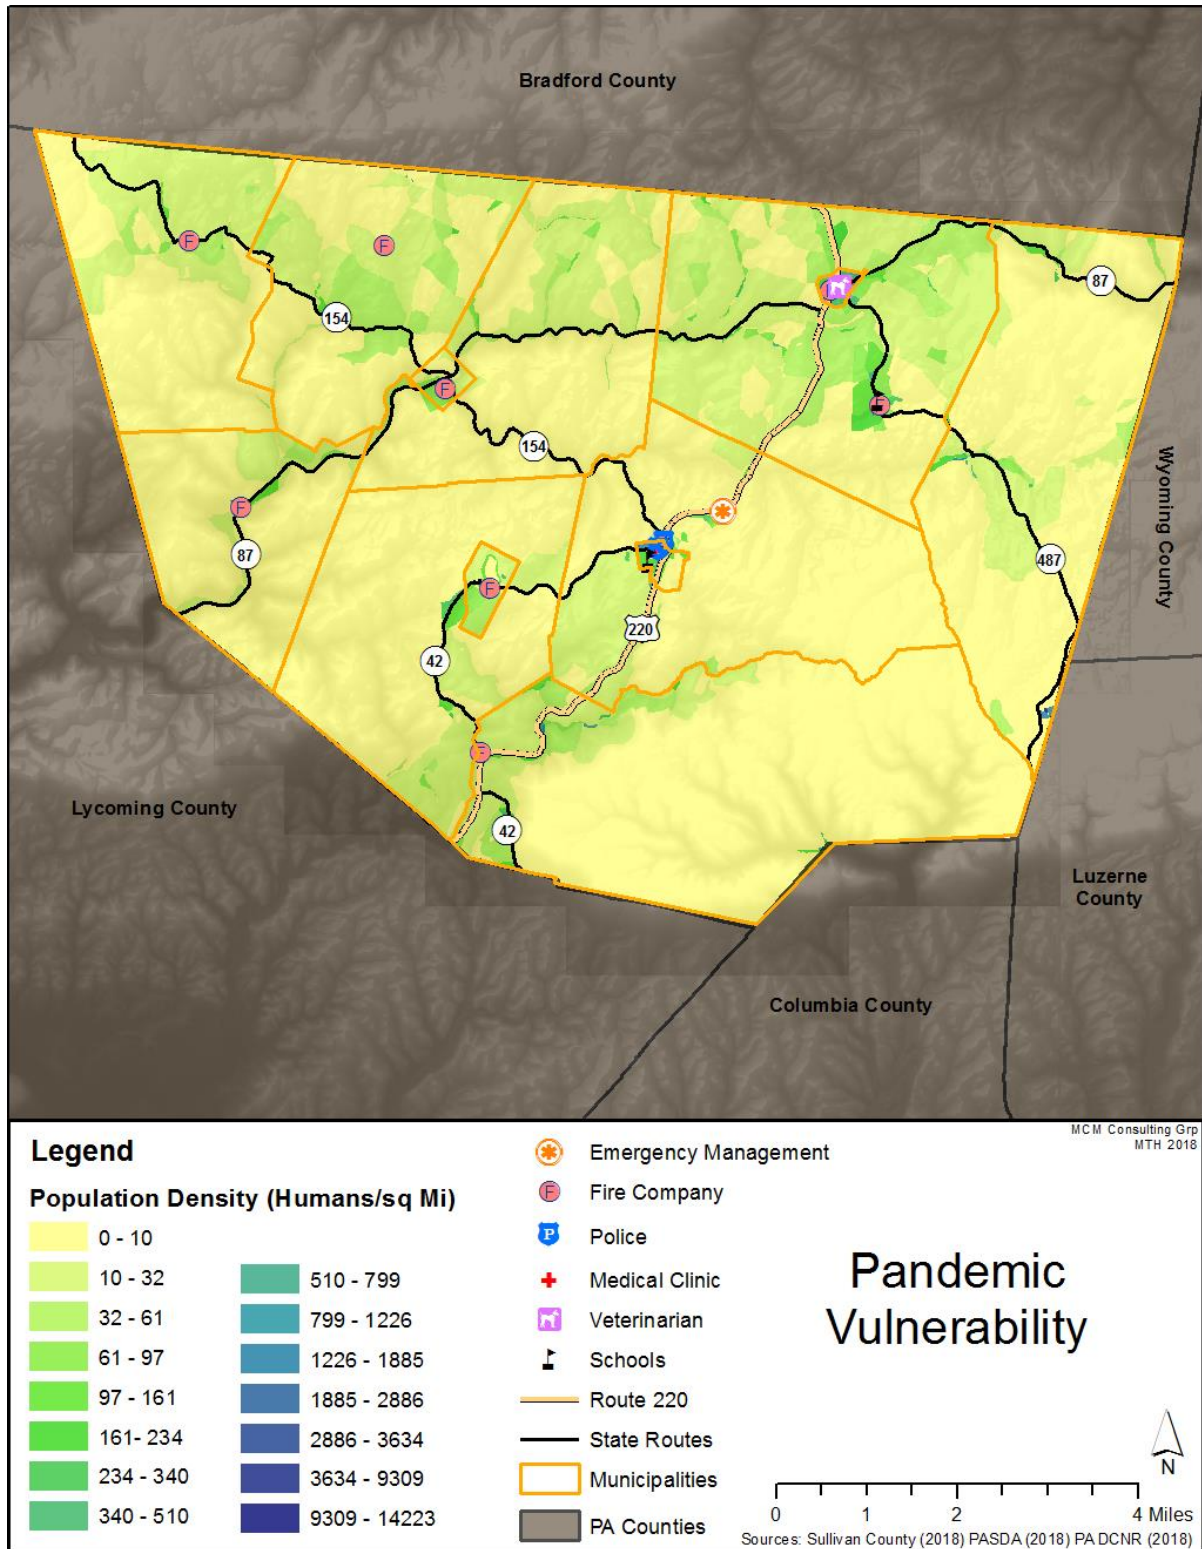 Bradford County
154
87
154
87
487
Wyoming County
220
42
42
Lycoming County
Luzerne
County
Columbia County
F
F
F
F
F
F
F
MCM Consulting Grp
MTH 2018
Legend
Population Density (Humans/sq Mi)
0 - 10
10 - 32
32 - 61
61 - 97
97 - 161
161- 234
234 - 340
340 - 510
510 - 799
799 - 1226
1226 - 1885
1885 - 2886
2886 - 3634
3634 - 9309
9309 - 14223
Emergency Management
F Fire Company
P Police
Medical Clinic
Veterinarian
Schools
Route 220
State Routes
Municipalities
PA Counties
Pandemic
Vulnerability
N
0 1 2 4 Miles
Sources: Sullivan County (2018) PASDA (2018) PA DCNR (2018)